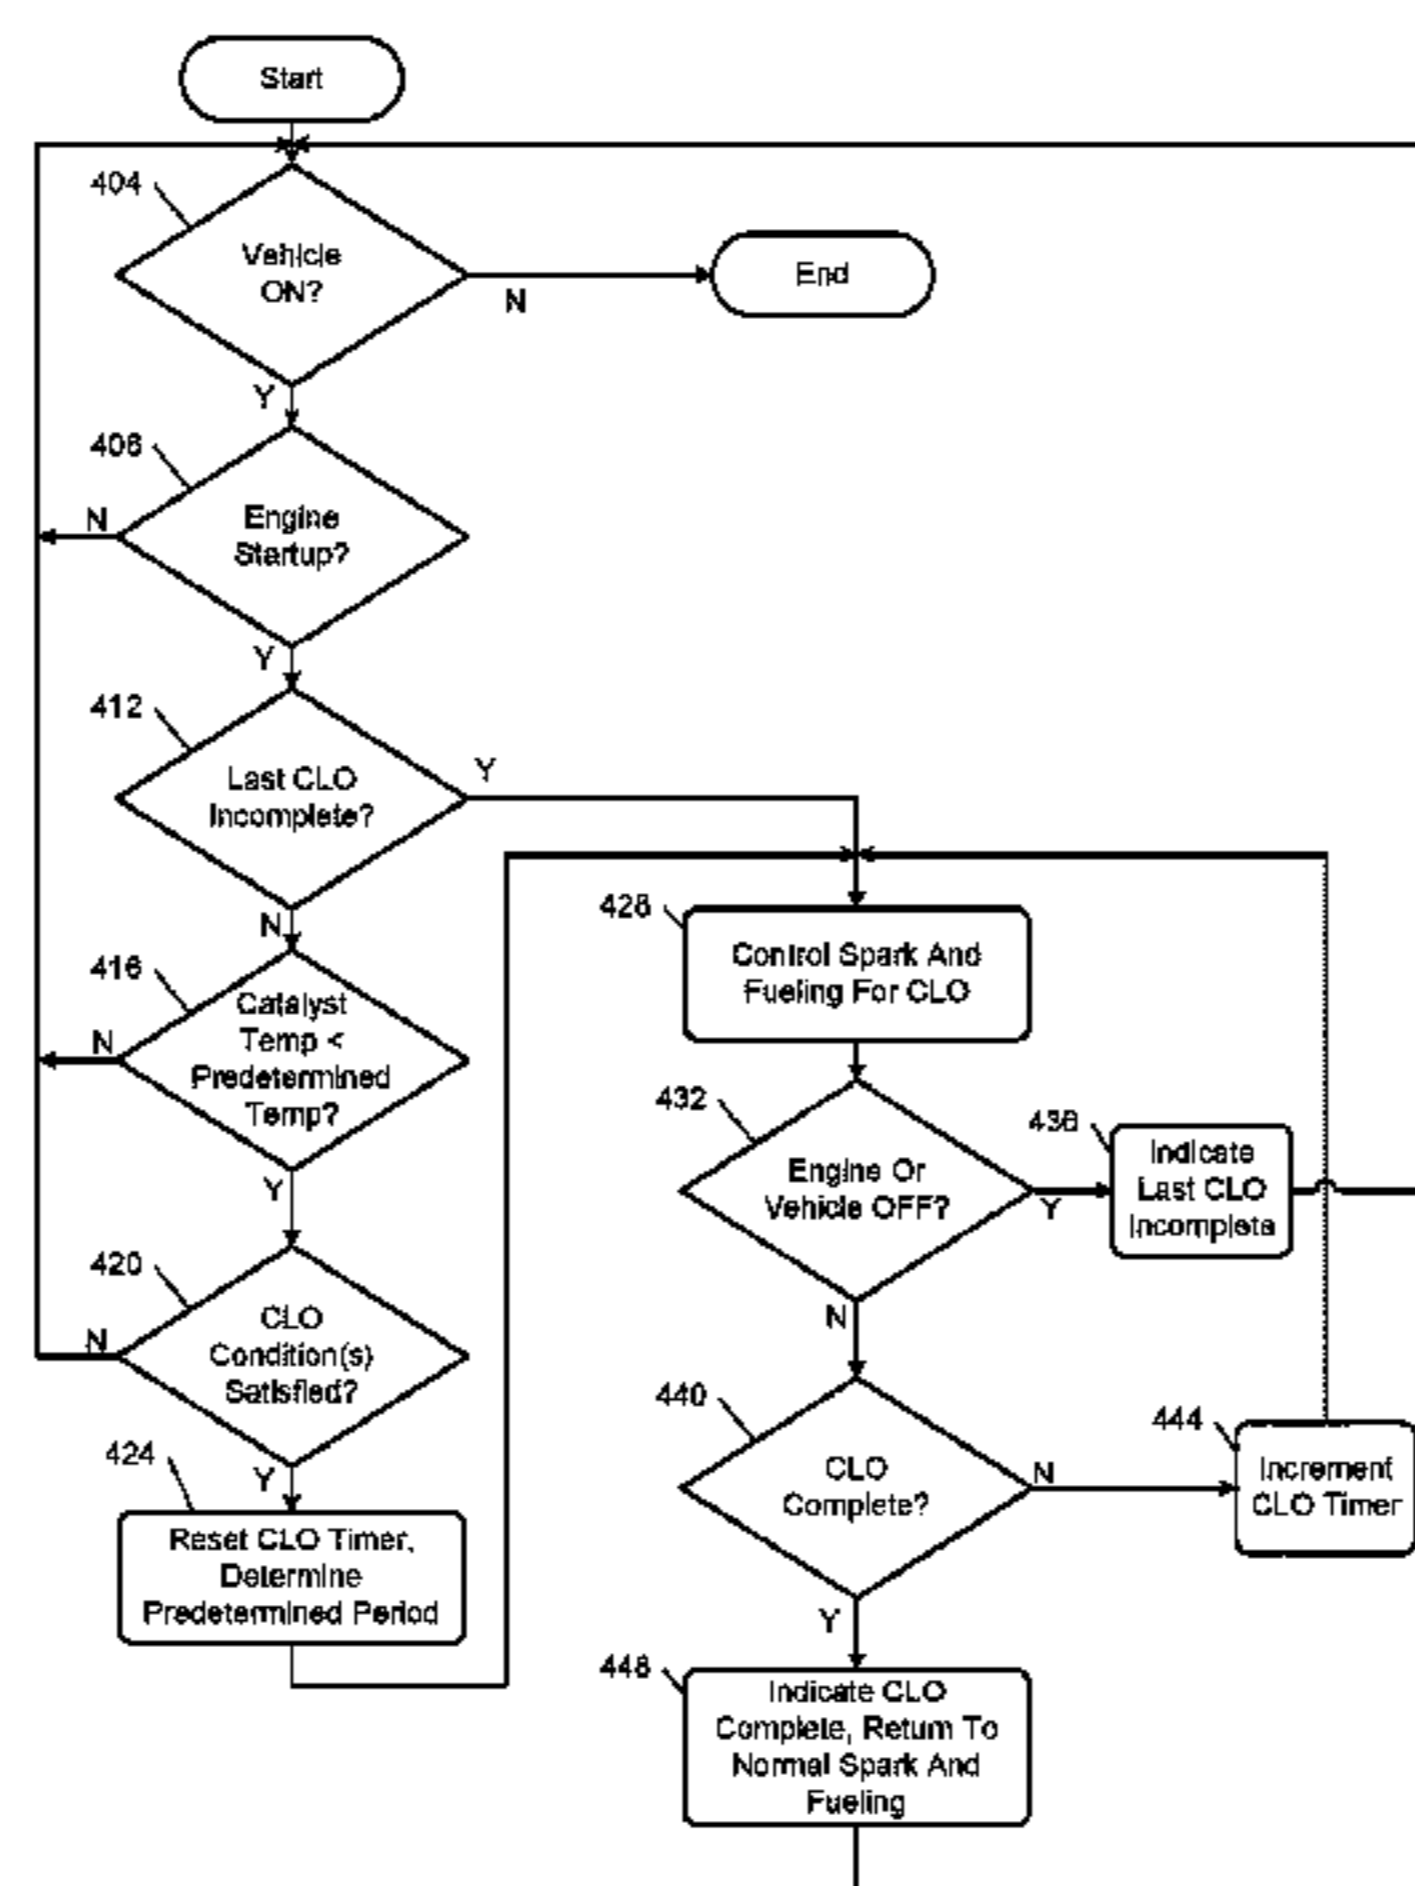 Start
404
Vehicle
ON?
N
End
Y
408
Engine
Startup?
N
Y
412
Last CLO
Incomplete?
Y
N
416
Catalyst
Temp <
Predetermined
Temp?
N
Y
420
CLO
Condition(s)
Satisfied?
N
Y
424
Reset CLO Timer,
Determine
Predetermined Period
428
Control Spark And
Fueling For CLO
432
Engine Or
Vehicle OFF?
Y
N
436
Indicate
Last CLO
Incomplete
440
CLO
Complete?
N
Y
444
Increment
CLO Timer
448
Indicate CLO
Complete, Return To
Normal Spark And
Fueling